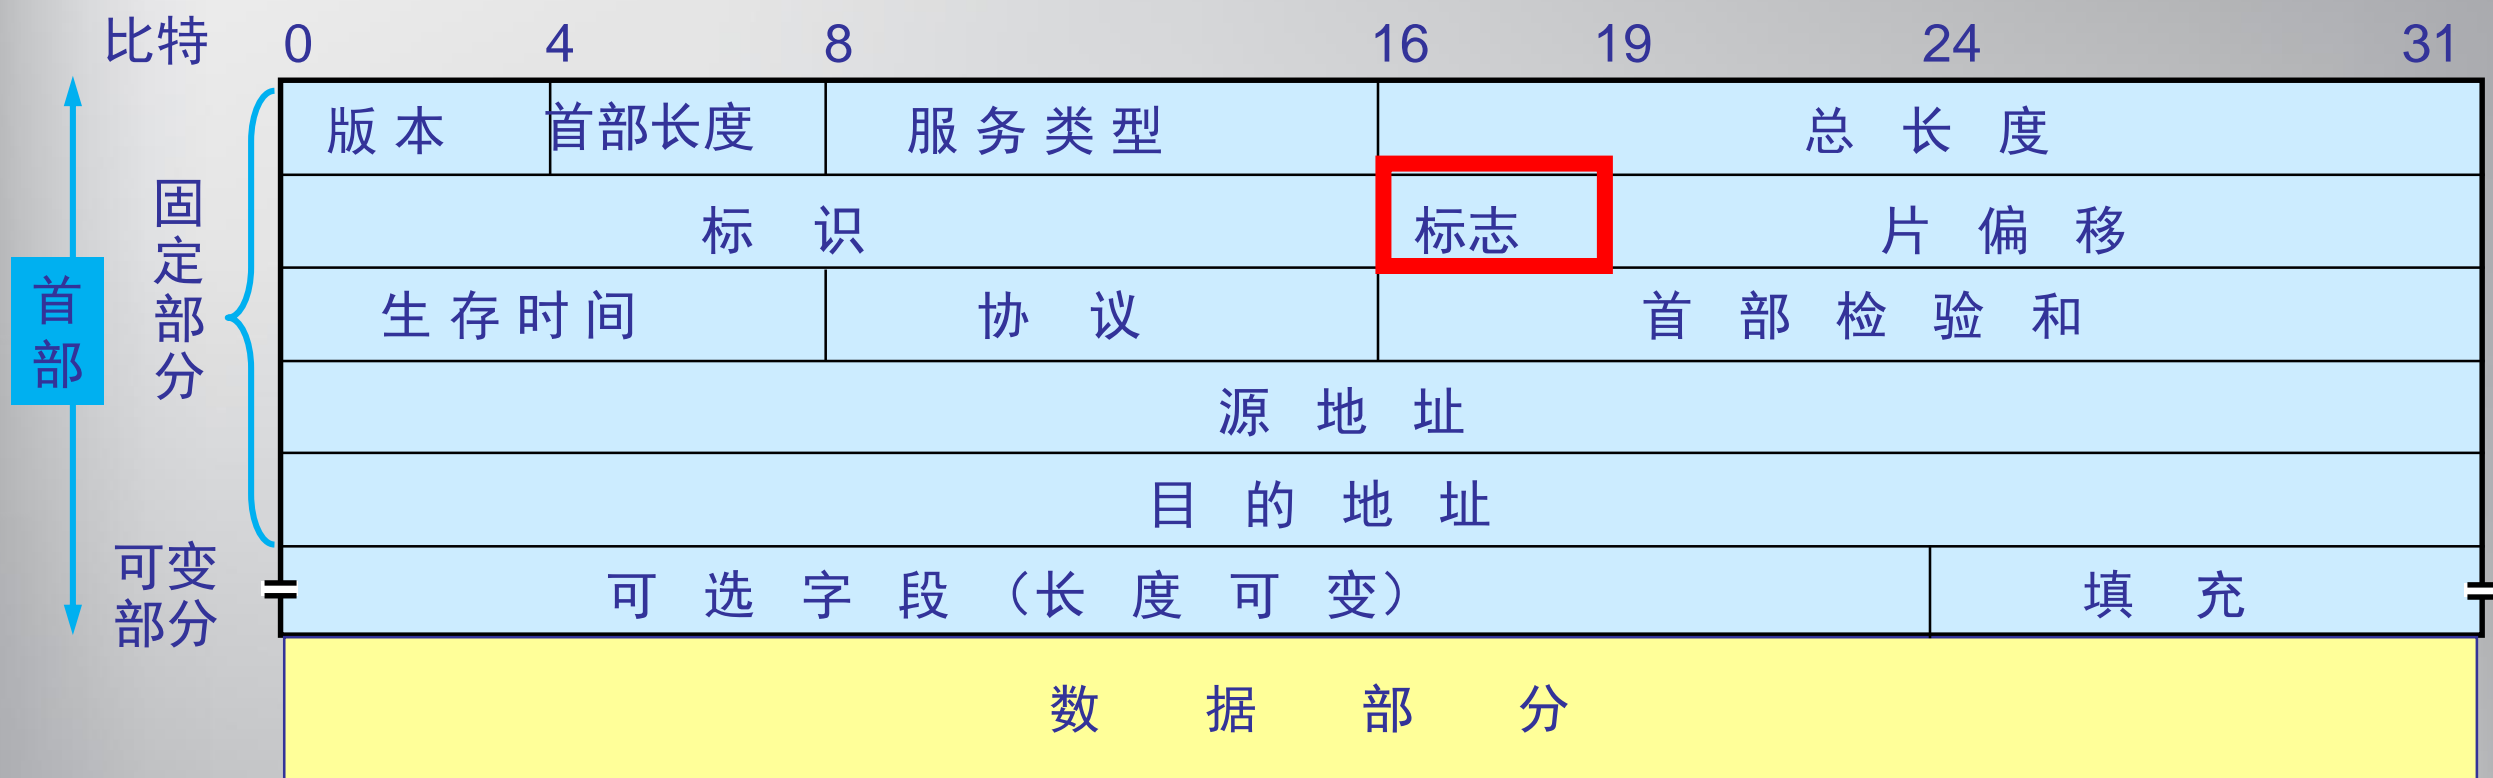 比特 0 4 8 16 19 24 31
版本 首部长度 服务类型 总长度
标识 标志 片偏移
生存时间 协议 首部检验和
源地址
目的地址
可选字段（长度可变） 填充
数据部分
首部
固定部分
可变
部分